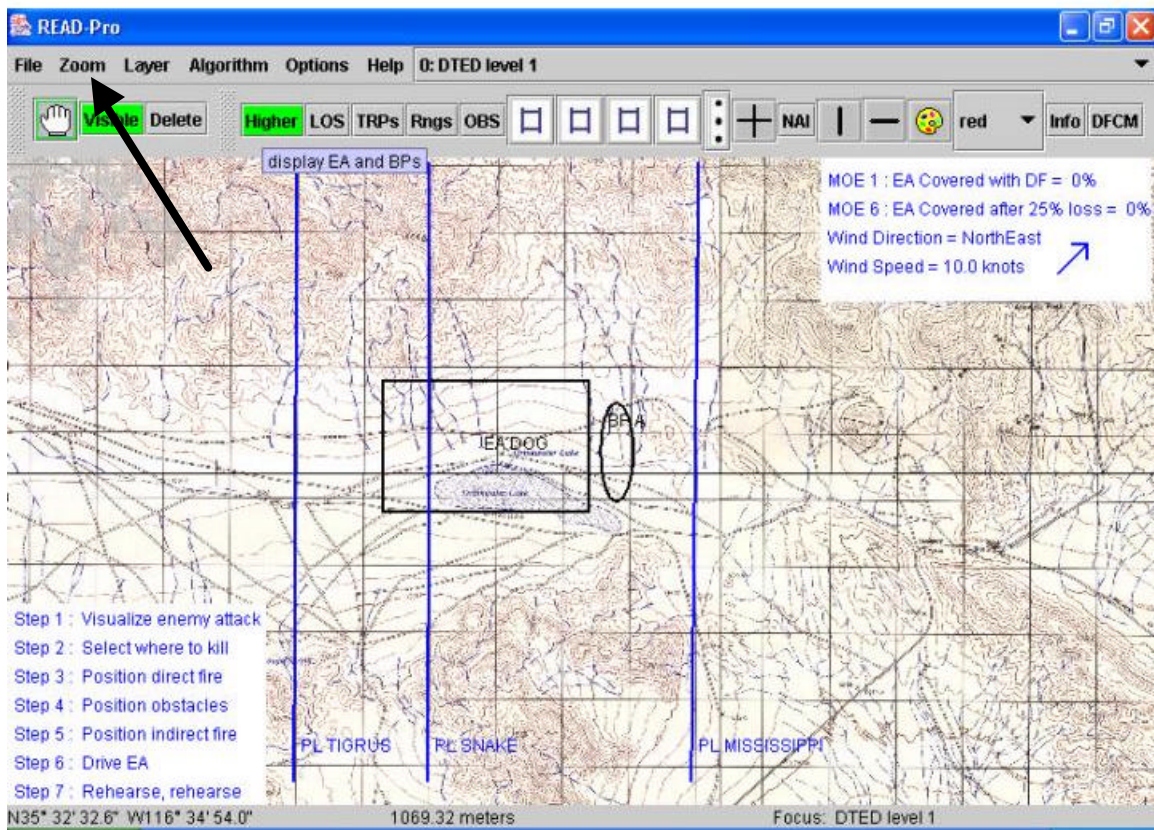 READ-Pro
File Zoom Layer Algorithm Options Help 0: DTED level 1
Visible Delete Higher LOS TRPs Rngs OBS NAI red Info DFCM
display EA and BPs
MOE 1 : EA Covered with DF = 0%
MOE 6 : EA Covered after 25% loss = 0%
Wind Direction = NorthEast
Wind Speed = 10.0 knots
BP A
EA DOG
Step 1 : Visualize enemy attack
Step 2 : Select where to kill
Step 3 : Position direct fire
Step 4 : Position obstacles
Step 5 : Position indirect fire
Step 6 : Drive EA
Step 7 : Rehearse, rehearse
PL TIGRUS PL SNAKE PL MISSISSIPPI
N35° 32' 32.6" W116° 34' 54.0" 1069.32 meters Focus: DTED level 1